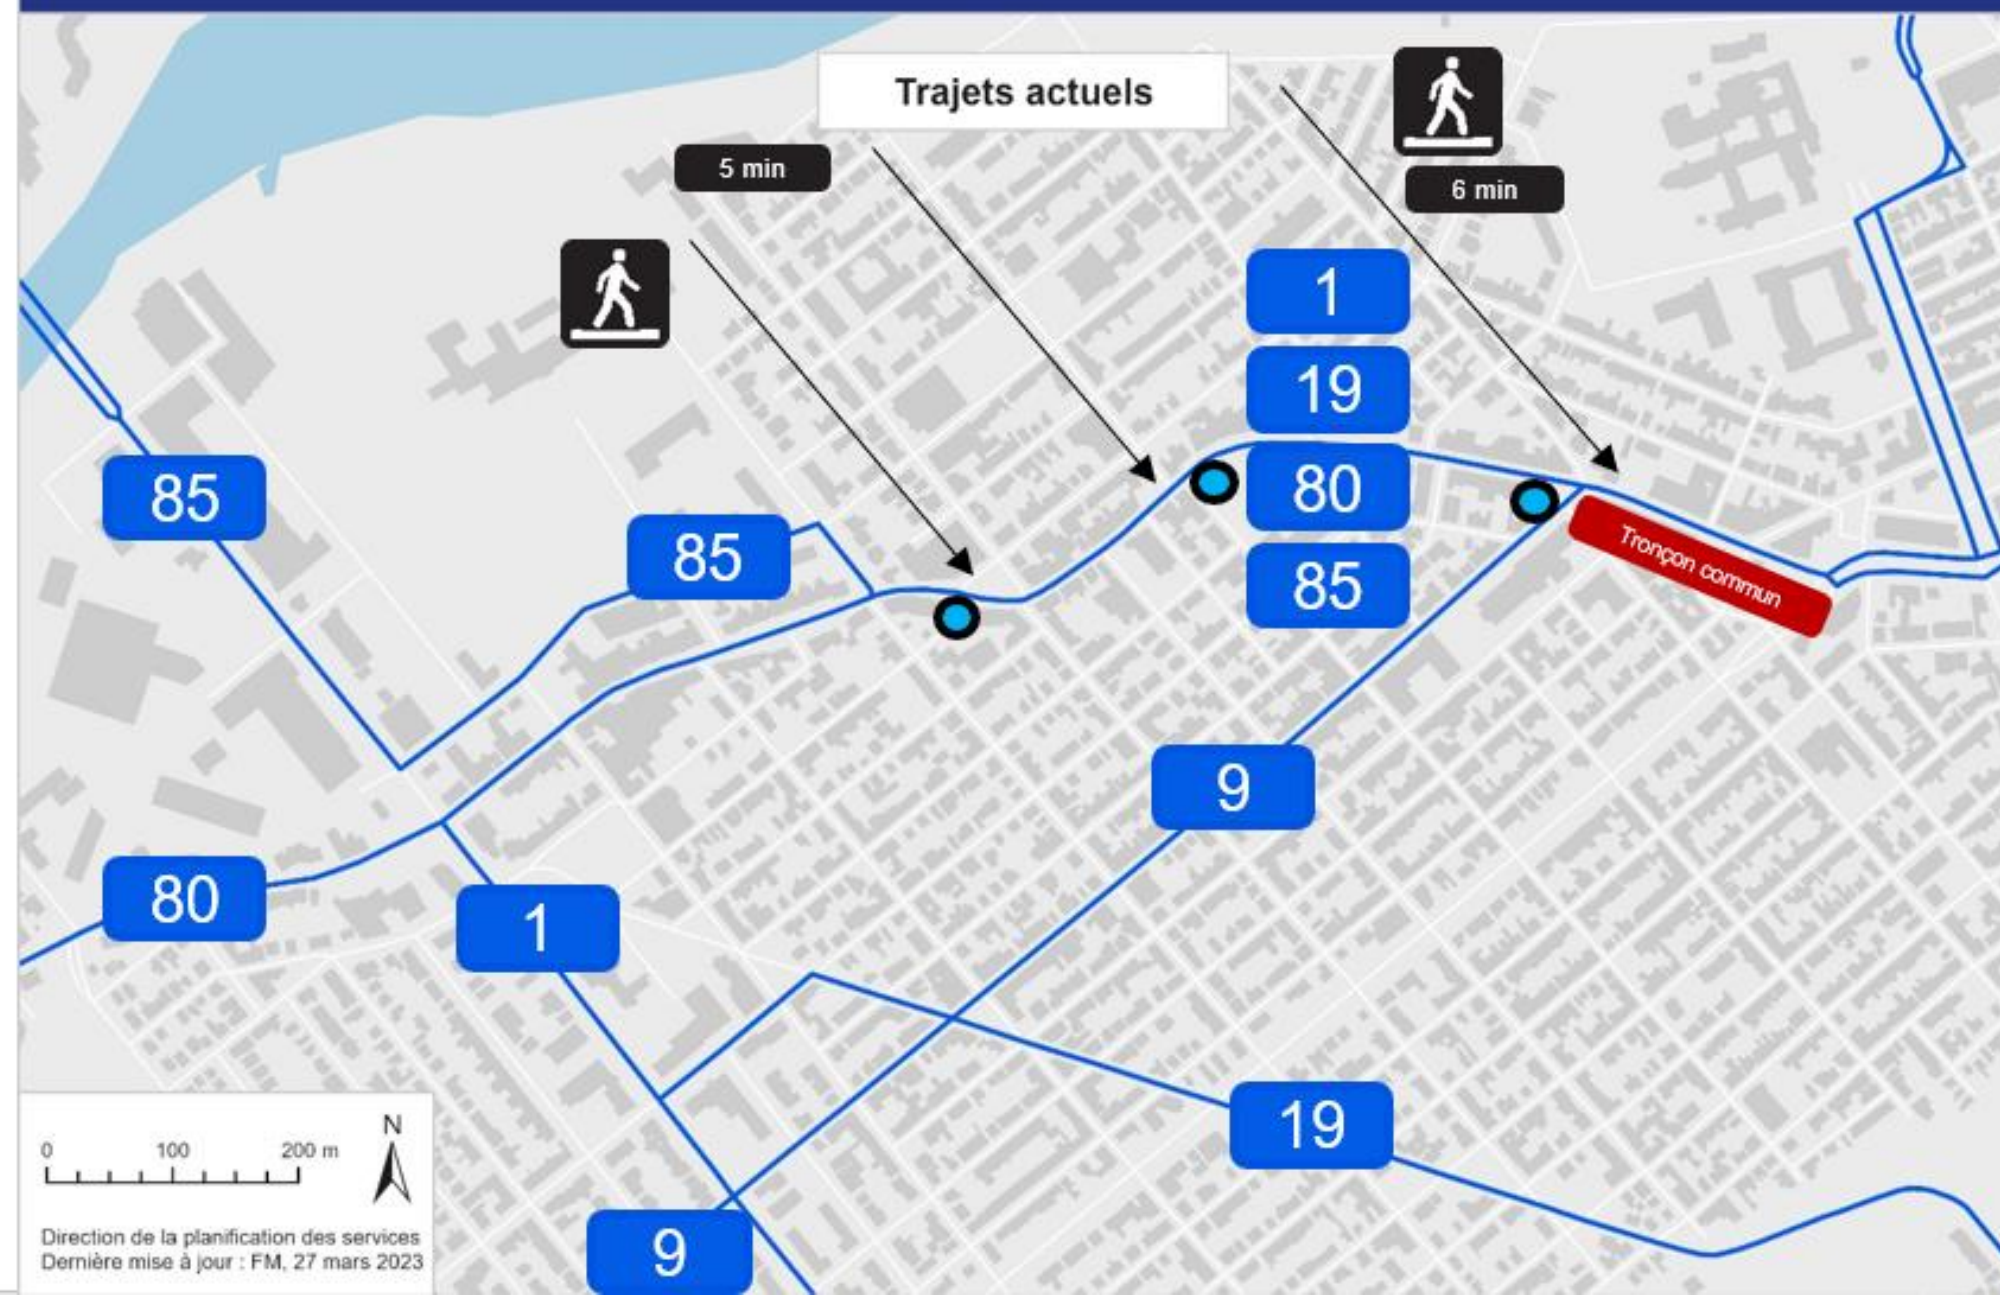 Trajets actuels
5 min
6 min
1
19
80
85
85
85
Tronçon commun
9
80
1
19
9
0 100 200 m
N
Direction de la planification des services
Dernière mise à jour : FM, 27 mars 2023